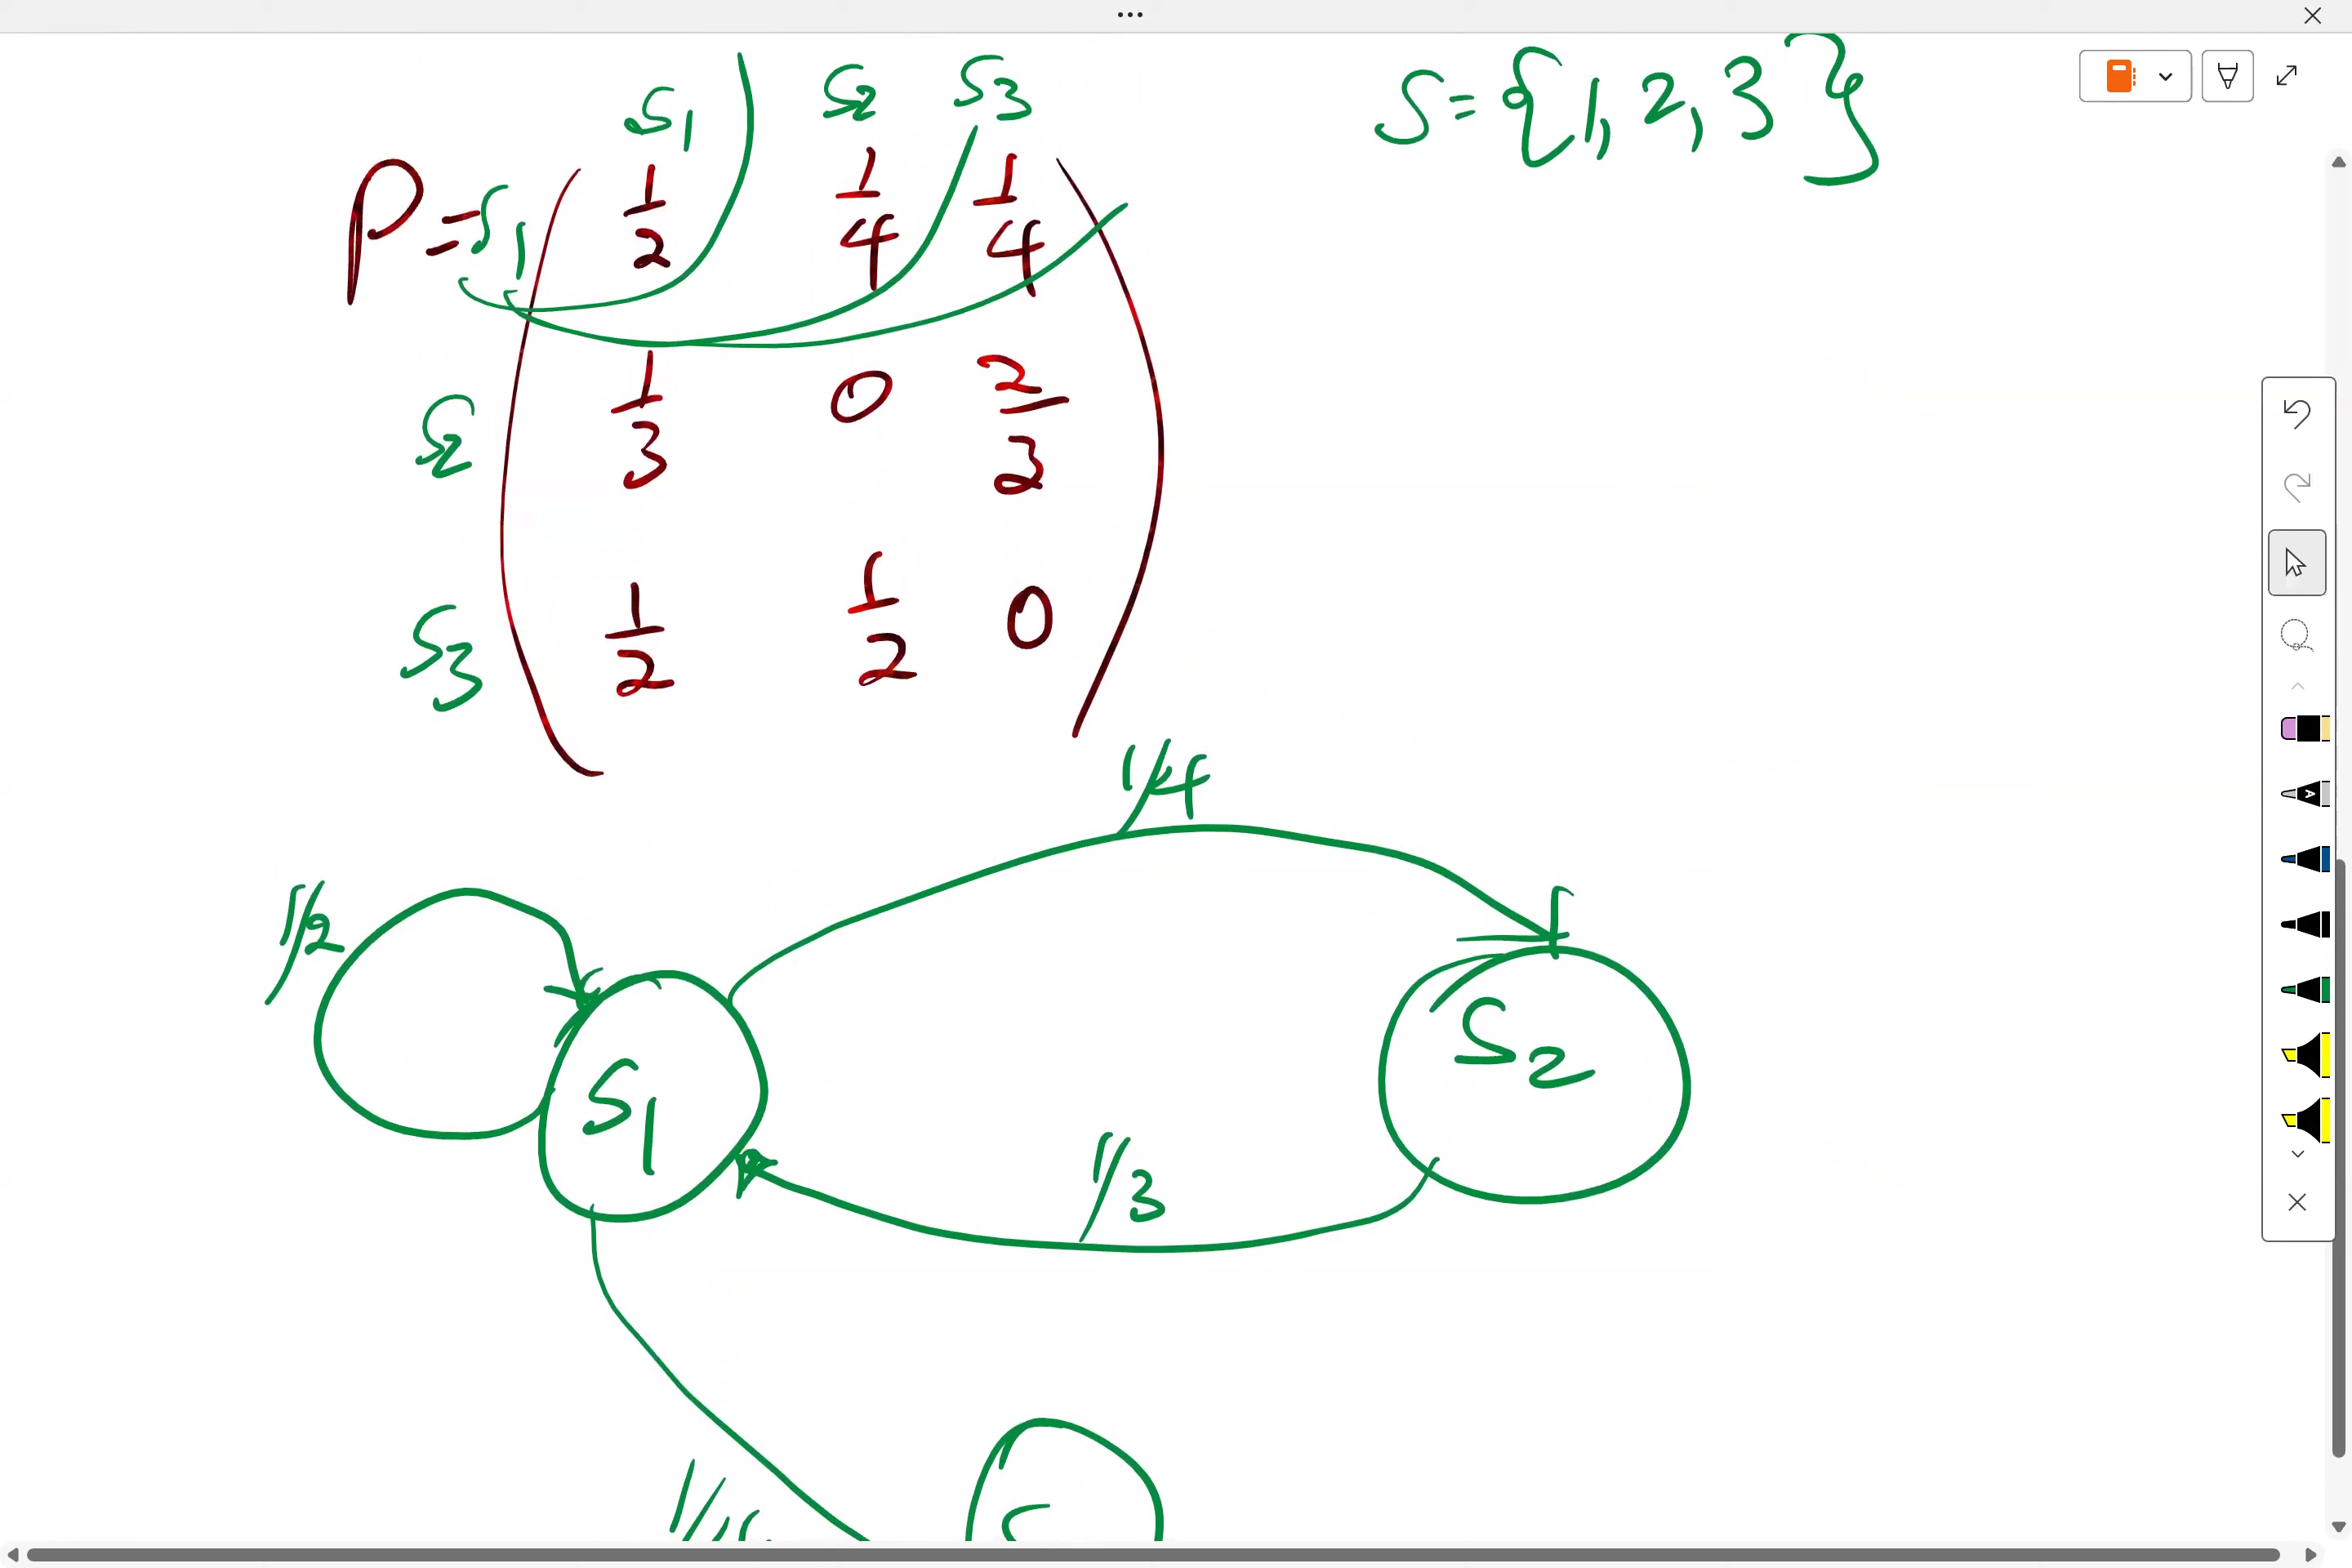 S₁ S₂ S₃ S = {1, 2, 3}
P = S₁ 1/2 1/4 1/4
S₂ 1/3 0 2/3
S₃ 1/2 1/2 0
1/4
1/2
S₁ S₂
1/3